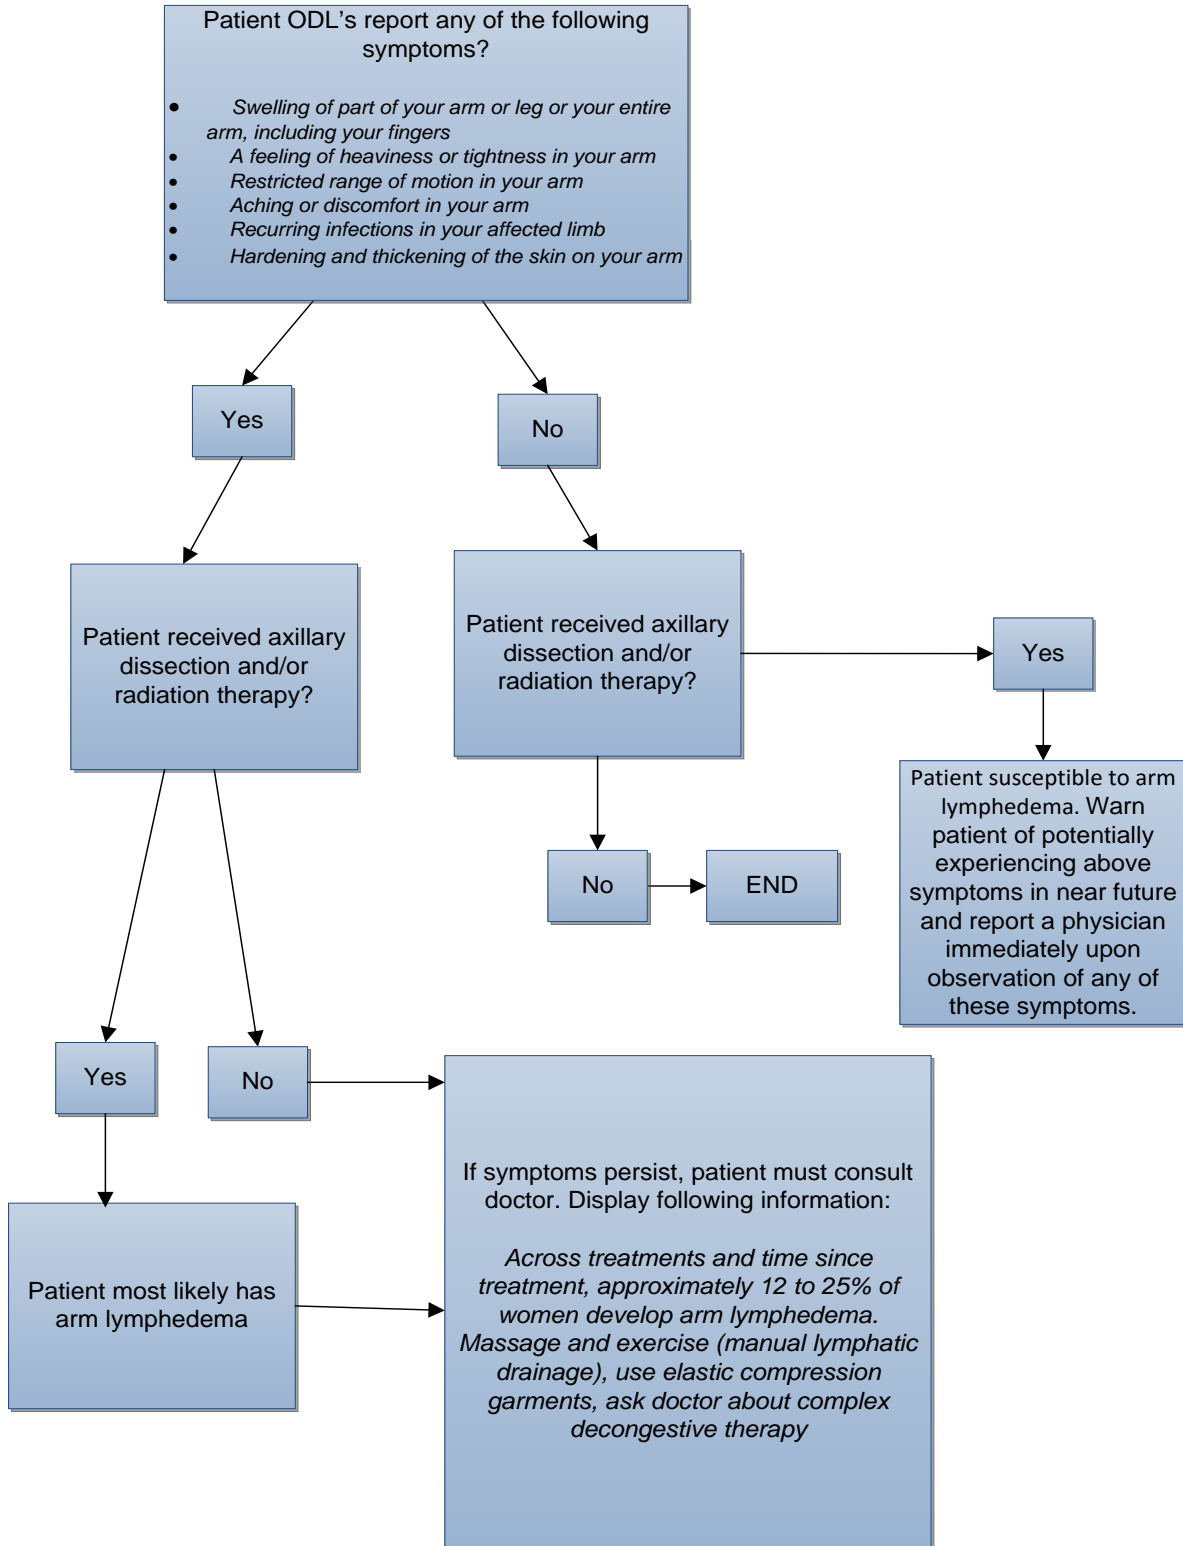 Patient ODL's report any of the following
symptoms?
• Swelling of part of your arm or leg or your entire
arm, including your fingers
• A feeling of heaviness or tightness in your arm
• Restricted range of motion in your arm
• Aching or discomfort in your arm
• Recurring infections in your affected limb
• Hardening and thickening of the skin on your arm
Yes
No
Patient received axillary
dissection and/or
radiation therapy?
Patient received axillary
dissection and/or
radiation therapy?
Yes
No
END
Patient susceptible to arm
lymphedema. Warn
patient of potentially
experiencing above
symptoms in near future
and report a physician
immediately upon
observation of any of
these symptoms.
Yes
No
Patient most likely has
arm lymphedema
If symptoms persist, patient must consult
doctor. Display following information:
Across treatments and time since
treatment, approximately 12 to 25% of
women develop arm lymphedema.
Massage and exercise (manual lymphatic
drainage), use elastic compression
garments, ask doctor about complex
decongestive therapy